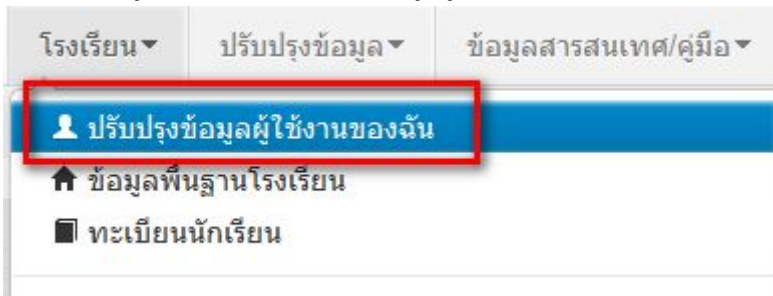 โรงเรียน ปรับปรุงข้อมูล ข้อมูลสารสนเทศ/คู่มือ
ปรับปรุงข้อมูลผู้ใช้งานของฉัน
ข้อมูลพื้นฐานโรงเรียน
ทะเบียนนักเรียน